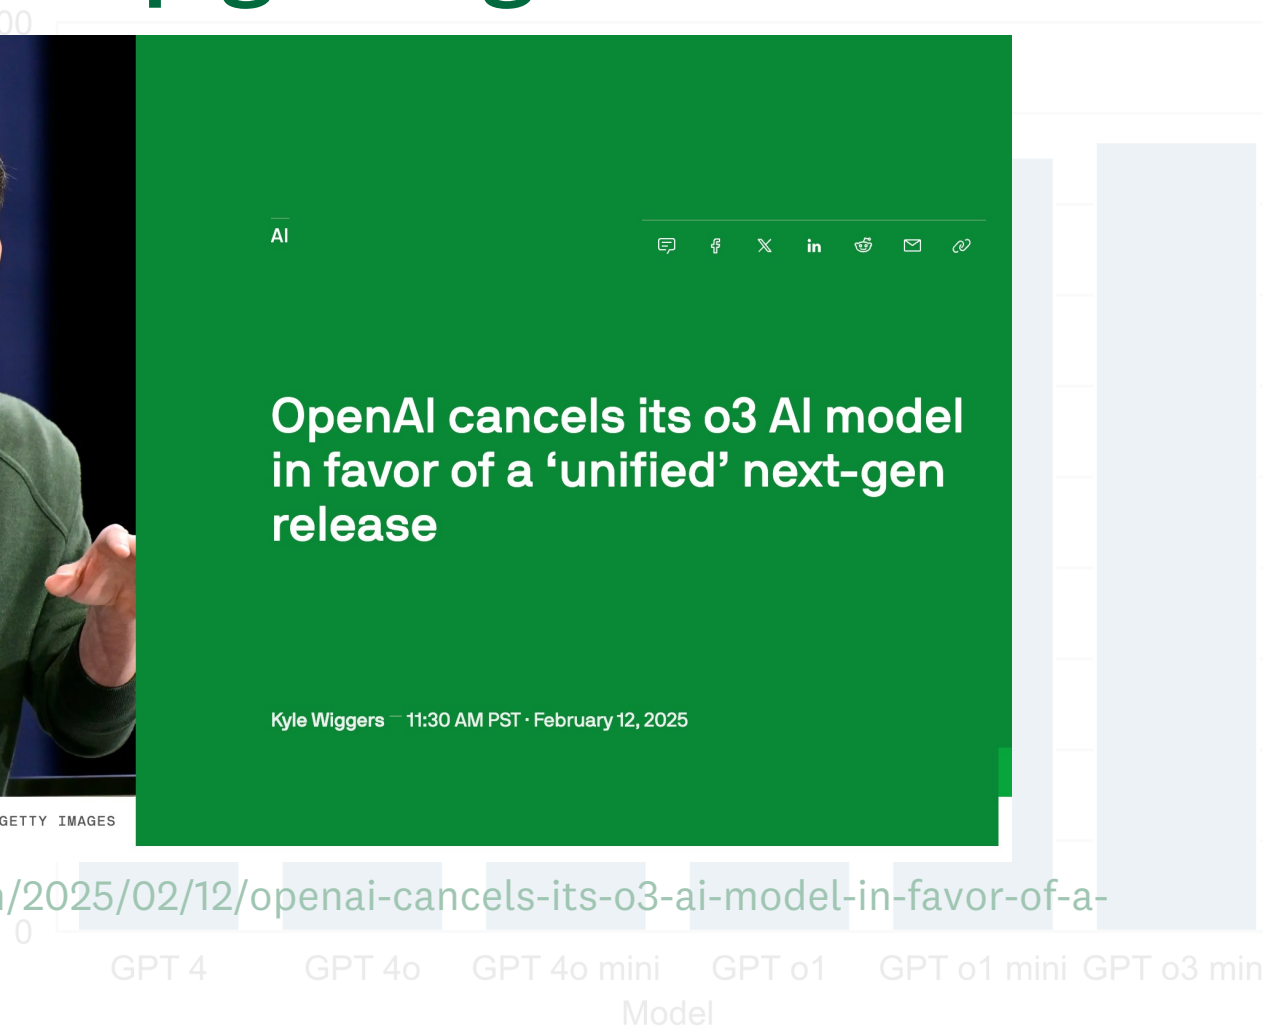 00
AI
OpenAI cancels its o3 AI model
in favor of a ‘unified’ next-gen
release
Kyle Wiggers — 11:30 AM PST · February 12, 2025
GETTY IMAGES
/2025/02/12/openai-cancels-its-o3-ai-model-in-favor-of-a-
0
GPT 4 GPT 4o GPT 4o mini GPT o1 GPT o1 mini GPT o3 min
Model